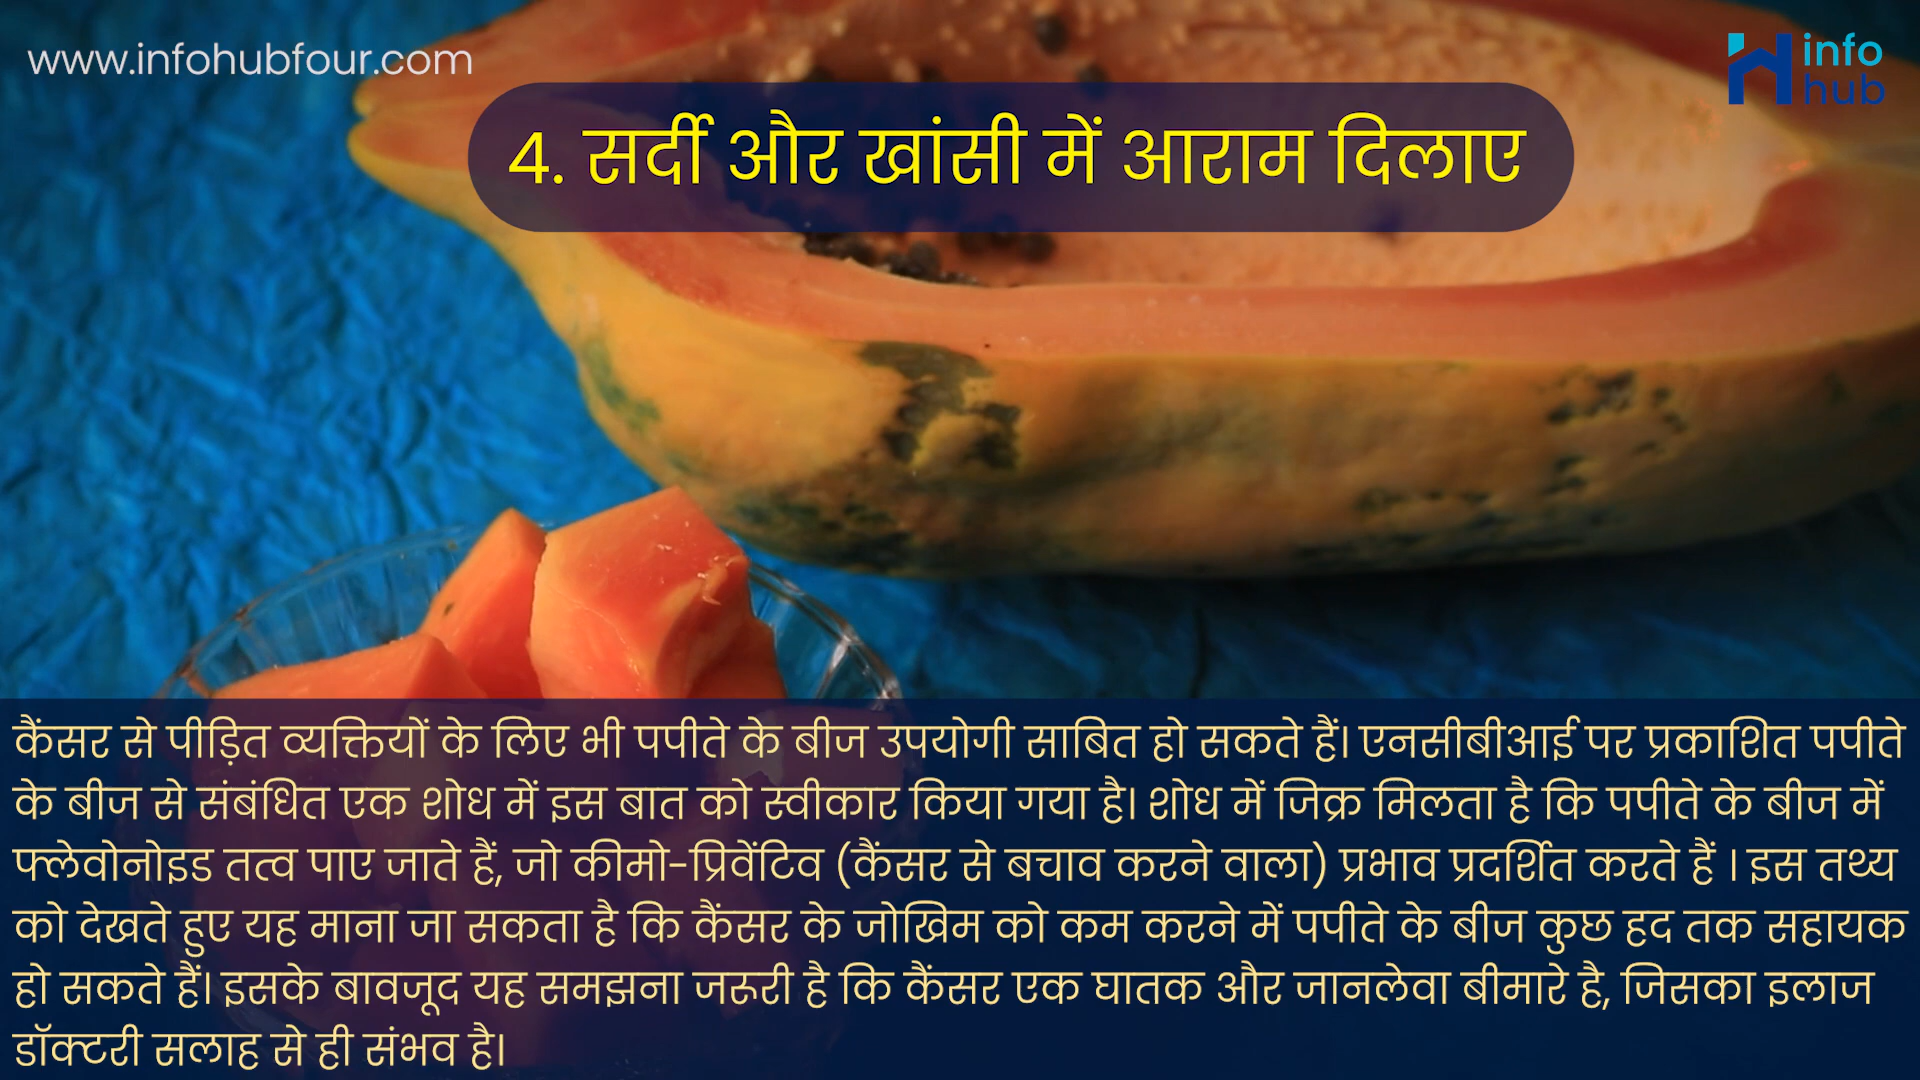 www.infohubfour.com
info
hub
4. सर्दी और खांसी में आराम दिलाए
कैंसर से पीड़ित व्यक्तियों के लिए भी पपीते के बीज उपयोगी साबित हो सकते हैं। एनसीबीआई पर प्रकाशित पपीते
के बीज से संबंधित एक शोध में इस बात को स्वीकार किया गया है। शोध में जिक्र मिलता है कि पपीते के बीज में
फ्लेवोनोइड तत्व पाए जाते हैं, जो कीमो-प्रिवेंटिव (कैंसर से बचाव करने वाला) प्रभाव प्रदर्शित करते हैं । इस तथ्य
को देखते हुए यह माना जा सकता है कि कैंसर के जोखिम को कम करने में पपीते के बीज कुछ हद तक सहायक
हो सकते हैं। इसके बावजूद यह समझना जरूरी है कि कैंसर एक घातक और जानलेवा बीमारे है, जिसका इलाज
डॉक्टरी सलाह से ही संभव है।